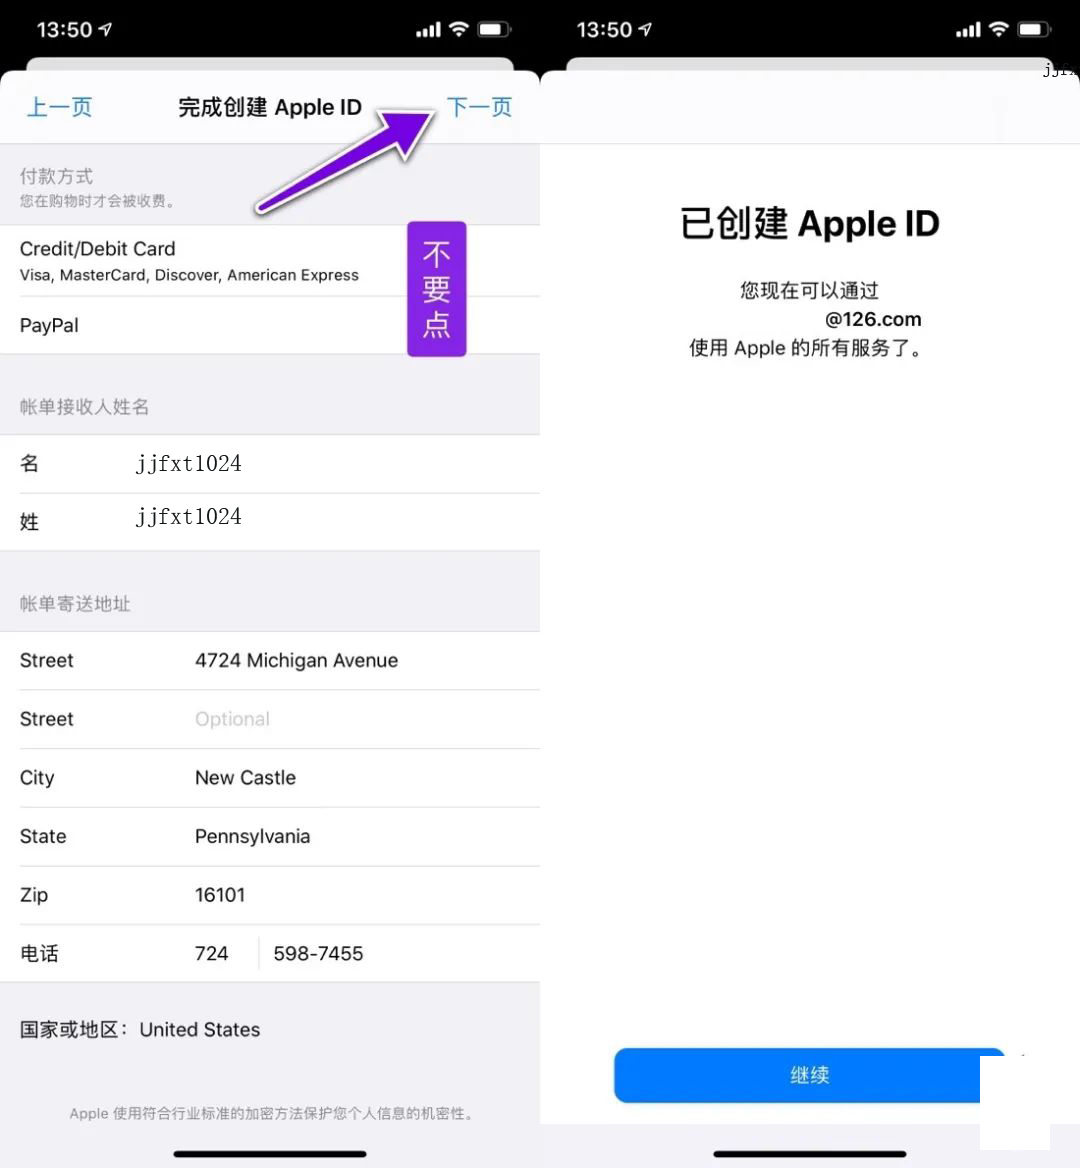 13:50
上一页
完成创建 Apple ID
下一页
付款方式
您在购物时才会被收费。
Credit/Debit Card
Visa, MasterCard, Discover, American Express
PayPal
不要点
帐单接收人姓名
名 jjfxt1024
姓 jjfxt1024
帐单寄送地址
Street 4724 Michigan Avenue
Street Optional
City New Castle
State Pennsylvania
Zip 16101
电话 724 598-7455
国家或地区： United States
Apple 使用符合行业标准的加密方法保护您个人信息的机密性。
13:50
已创建 Apple ID
您现在可以通过
@126.com
使用 Apple 的所有服务了。
继续